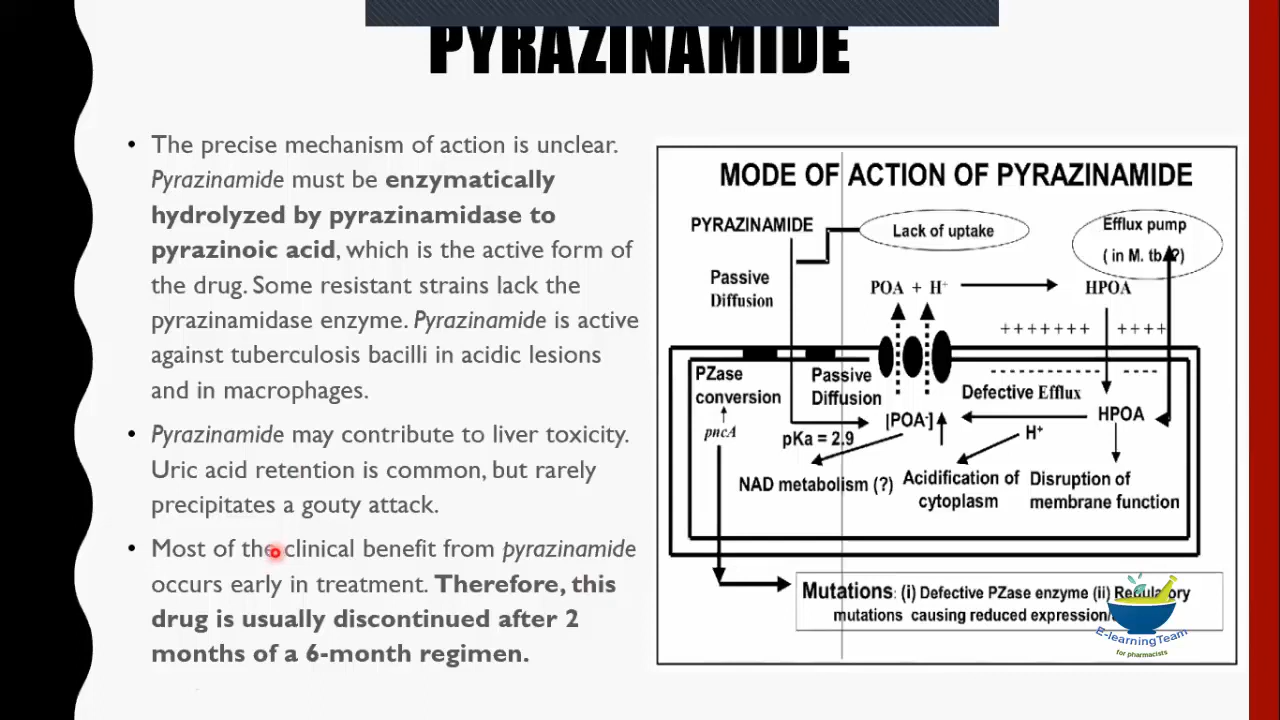 PYRAZINAMIDE
• The precise mechanism of action is unclear.
Pyrazinamide must be enzymatically
hydrolyzed by pyrazinamidase to
pyrazinoic acid, which is the active form of
the drug. Some resistant strains lack the
pyrazinamidase enzyme. Pyrazinamide is active
against tuberculosis bacilli in acidic lesions
and in macrophages.
• Pyrazinamide may contribute to liver toxicity.
Uric acid retention is common, but rarely
precipitates a gouty attack.
• Most of the clinical benefit from pyrazinamide
occurs early in treatment. Therefore, this
drug is usually discontinued after 2
months of a 6-month regimen.
MODE OF ACTION OF PYRAZINAMIDE
PYRAZINAMIDE
Lack of uptake
Efflux pump
( in M. tb.?)
Passive
Diffusion
POA + H⁺
HPOA
+ + + + + + + + + + +
PZase
conversion
pncA
Passive
Diffusion
pKa = 2.9
[POA⁻]
Defective Efflux
HPOA
H⁺
NAD metabolism (?)
Acidification of
cytoplasm
Disruption of
membrane function
Mutations: (i) Defective PZase enzyme (ii) Regulatory
mutations causing reduced expression/
E-learningTeam
for pharmacists